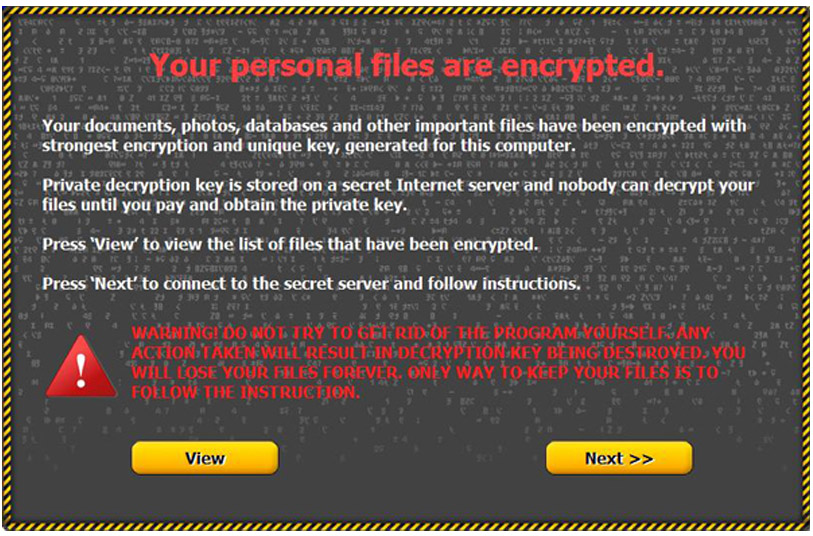 Your personal files are encrypted.
Your documents, photos, databases and other important files have been encrypted with
strongest encryption and unique key, generated for this computer.
Private decryption key is stored on a secret Internet server and nobody can decrypt your
files until you pay and obtain the private key.
Press 'View' to view the list of files that have been encrypted.
Press 'Next' to connect to the secret server and follow instructions.
WARNING! DO NOT TRY TO GET RID OF THE PROGRAM YOURSELF. ANY
ACTION TAKEN WILL RESULT IN DECRYPTION KEY BEING DESTROYED. YOU
WILL LOSE YOUR FILES FOREVER. ONLY WAY TO KEEP YOUR FILES IS TO
FOLLOW THE INSTRUCTION.
View
Next >>